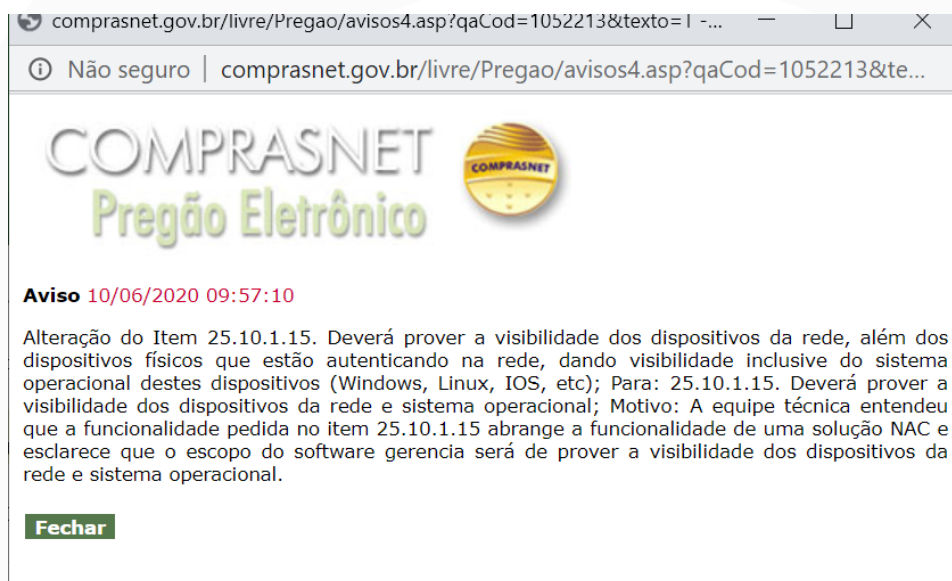 comprasnet.gov.br/livre/Pregao/avisos4.asp?qaCod=1052213&texto=T -...
Não seguro | comprasnet.gov.br/livre/Pregao/avisos4.asp?qaCod=1052213&te...
COMPRASNET
COMPRASNET
Pregão Eletrônico
Aviso 10/06/2020 09:57:10
Alteração do Item 25.10.1.15. Deverá prover a visibilidade dos dispositivos da rede, além dos
dispositivos físicos que estão autenticando na rede, dando visibilidade inclusive do sistema
operacional destes dispositivos (Windows, Linux, IOS, etc); Para: 25.10.1.15. Deverá prover a
visibilidade dos dispositivos da rede e sistema operacional; Motivo: A equipe técnica entendeu
que a funcionalidade pedida no item 25.10.1.15 abrange a funcionalidade de uma solução NAC e
esclarece que o escopo do software gerencia será de prover a visibilidade dos dispositivos da
rede e sistema operacional.
Fechar